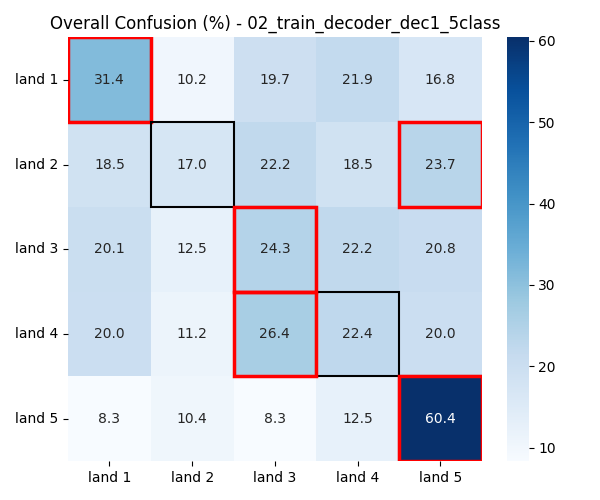 Overall Confusion (%) - 02_train_decoder_dec1_5class
land 1 31.4 10.2 19.7 21.9 16.8
land 2 18.5 17.0 22.2 18.5 23.7
land 3 20.1 12.5 24.3 22.2 20.8
land 4 20.0 11.2 26.4 22.4 20.0
land 5 8.3 10.4 8.3 12.5 60.4
land 1 land 2 land 3 land 4 land 5
60
50
40
30
20
10